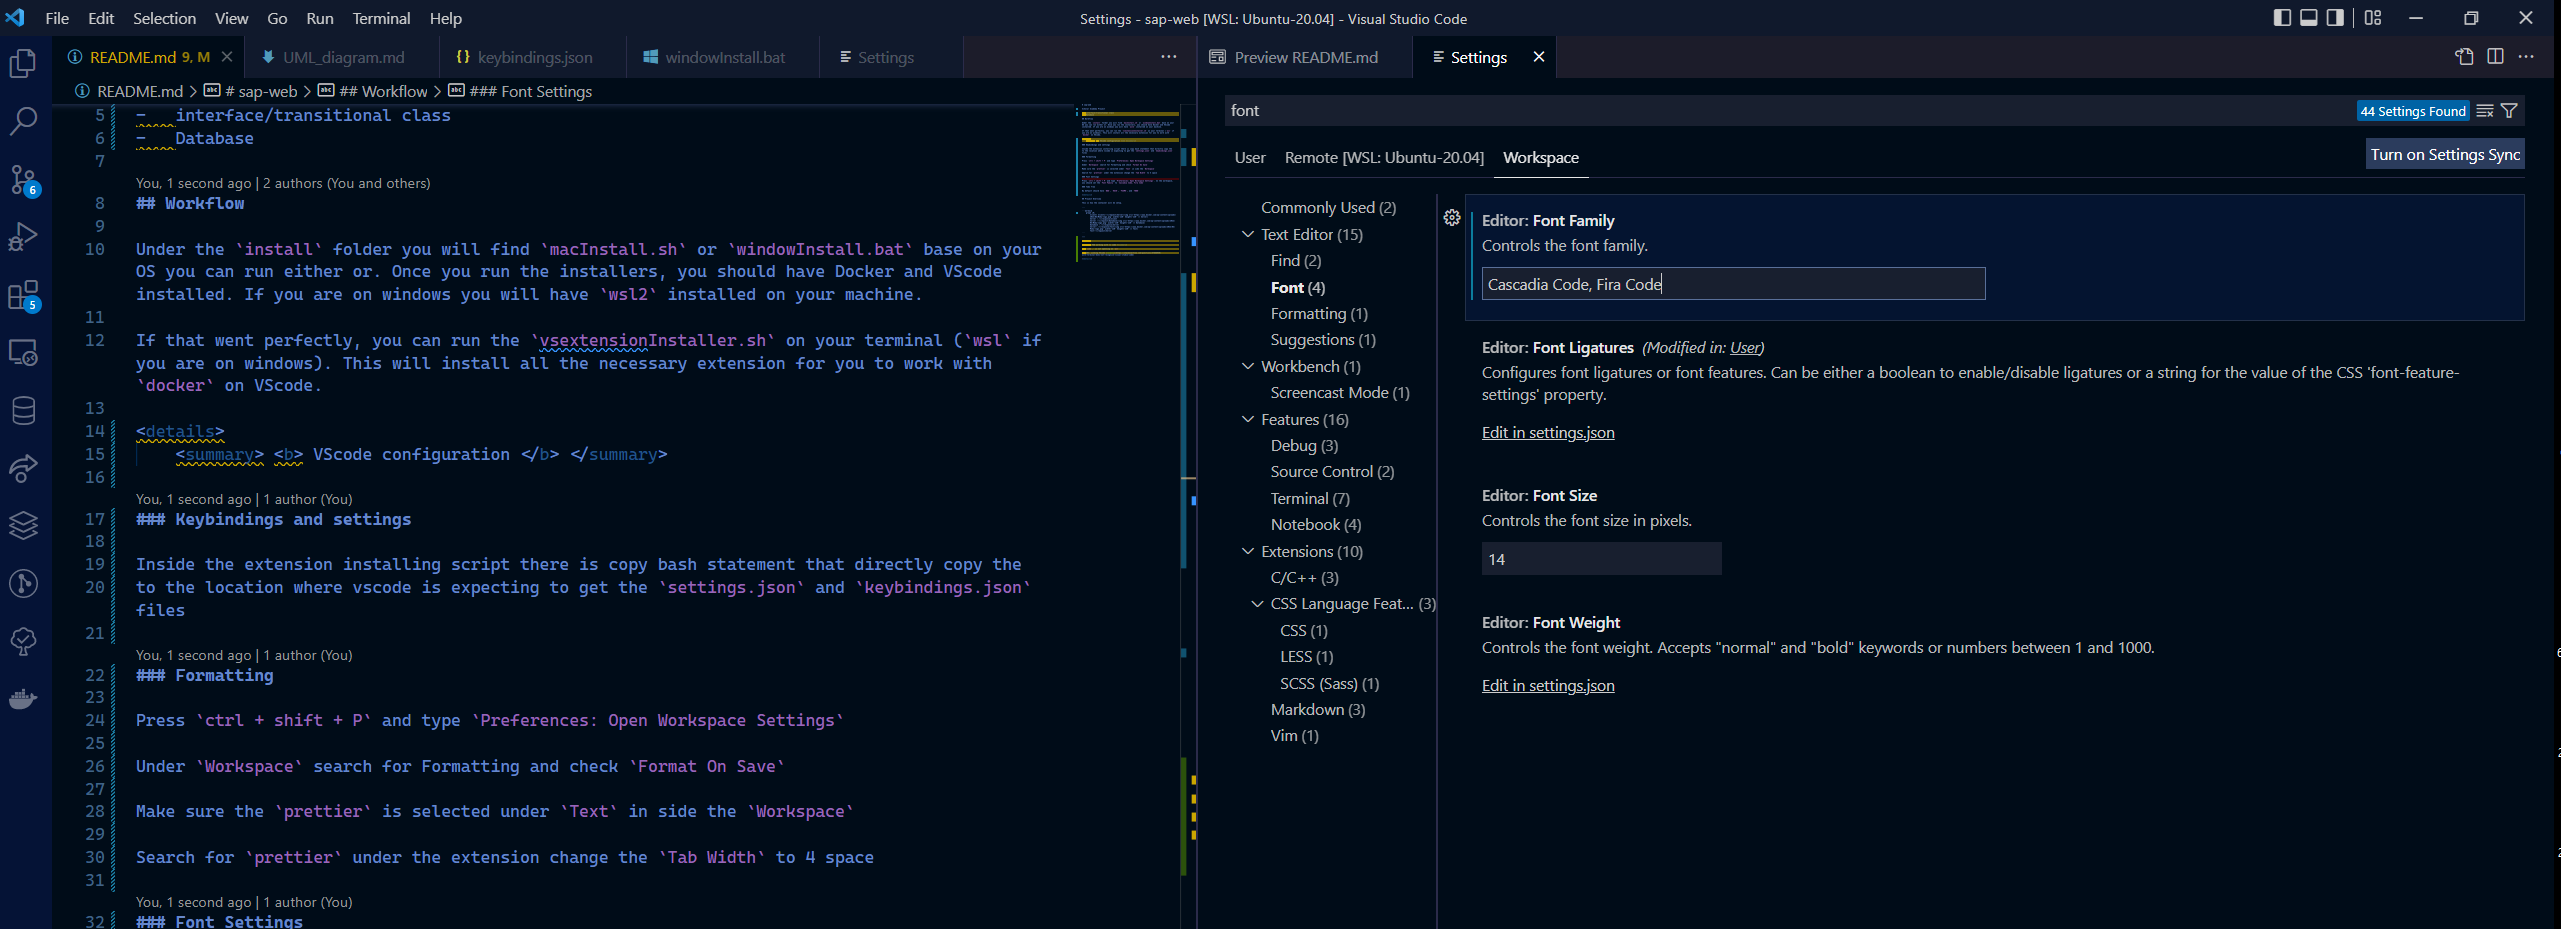 File Edit Selection View Go Run Terminal Help
Settings - sap-web [WSL: Ubuntu-20.04] - Visual Studio Code
README.md 9, M
UML_diagram.md
{} keybindings.json
windowInstall.bat
Settings
README.md > # sap-web > ## Workflow > ### Font Settings
5 - interface/transitional class
6 - Database
7
You, 1 second ago | 2 authors (You and others)
8 ## Workflow
9
10 Under the `install` folder you will find `macInstall.sh` or `windowInstall.bat` base on your
OS you can run either or. Once you run the installers, you should have Docker and VScode
installed. If you are on windows you will have `wsl2` installed on your machine.
11
12 If that went perfectly, you can run the `vsextensionInstaller.sh` on your terminal (`wsl` if
you are on windows). This will install all the necessary extension for you to work with
`docker` on VScode.
13
14 <details>
15 <summary> <b> VScode configuration </b> </summary>
16
You, 1 second ago | 1 author (You)
17 ### Keybindings and settings
18
19 Inside the extension installing script there is copy bash statement that directly copy the
20 to the location where vscode is expecting to get the `settings.json` and `keybindings.json`
files
21
You, 1 second ago | 1 author (You)
22 ### Formatting
23
24 Press `ctrl + shift + P` and type `Preferences: Open Workspace Settings`
25
26 Under `Workspace` search for Formatting and check `Format On Save`
27
28 Make sure the `prettier` is selected under `Text` in side the `Workspace`
29
30 Search for `prettier` under the extension change the `Tab Width` to 4 space
31
You, 1 second ago | 1 author (You)
32 ### Font Settings
6
5
Preview README.md
Settings
font
44 Settings Found
User Remote [WSL: Ubuntu-20.04] Workspace
Turn on Settings Sync
Commonly Used (2)
Text Editor (15)
Find (2)
Font (4)
Formatting (1)
Suggestions (1)
Workbench (1)
Screencast Mode (1)
Features (16)
Debug (3)
Source Control (2)
Terminal (7)
Notebook (4)
Extensions (10)
C/C++ (3)
CSS Language Feat... (3)
CSS (1)
LESS (1)
SCSS (Sass) (1)
Markdown (3)
Vim (1)
Editor: Font Family
Controls the font family.
Cascadia Code, Fira Code
Editor: Font Ligatures (Modified in: User)
Configures font ligatures or font features. Can be either a boolean to enable/disable ligatures or a string for the value of the CSS 'font-feature-
settings' property.
Edit in settings.json
Editor: Font Size
Controls the font size in pixels.
14
Editor: Font Weight
Controls the font weight. Accepts "normal" and "bold" keywords or numbers between 1 and 1000.
Edit in settings.json